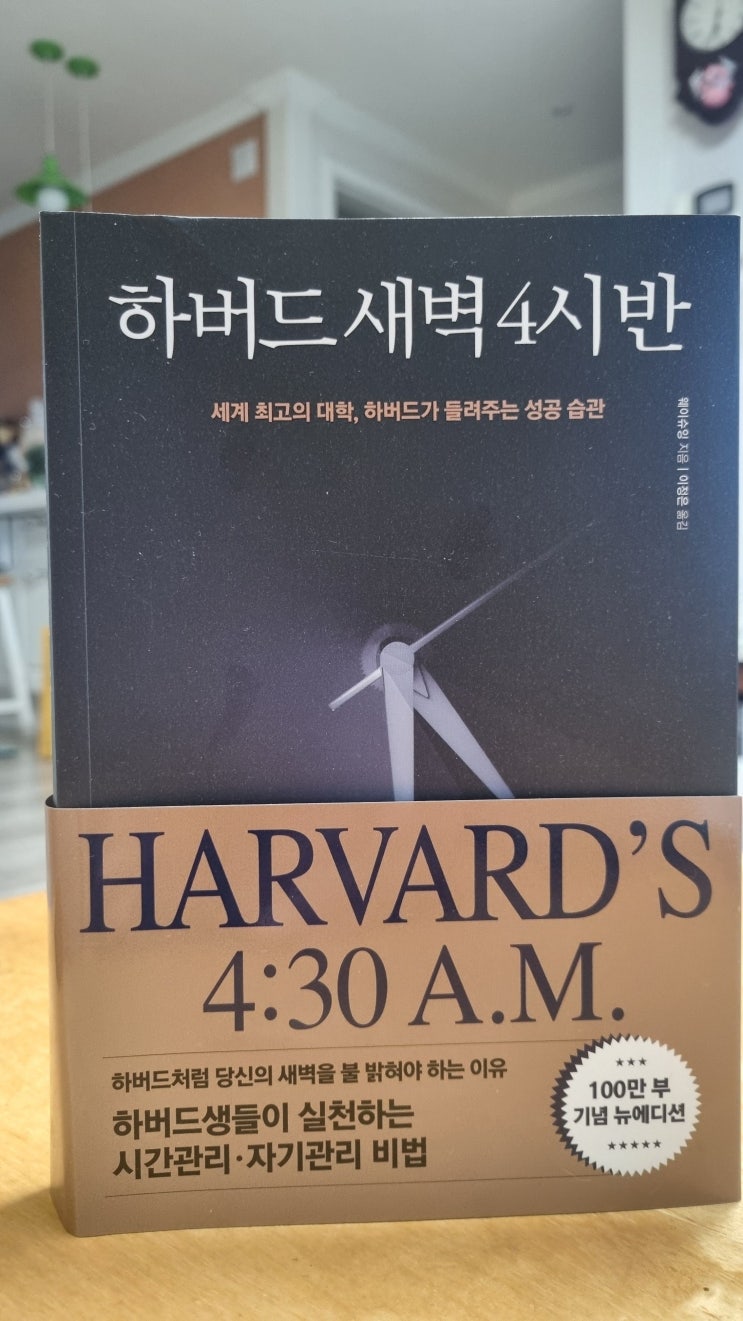 하버드 새벽 4시 반
세계 최고의 대학, 하버드가 들려주는 성공 습관
웨이슈잉 지음 | 이정은 옮김
HARVARD'S
4:30 A.M.
하버드처럼 당신의 새벽을 불 밝혀야 하는 이유
하버드생들이 실천하는
시간관리·자기관리 비법
100만 부
기념 뉴에디션